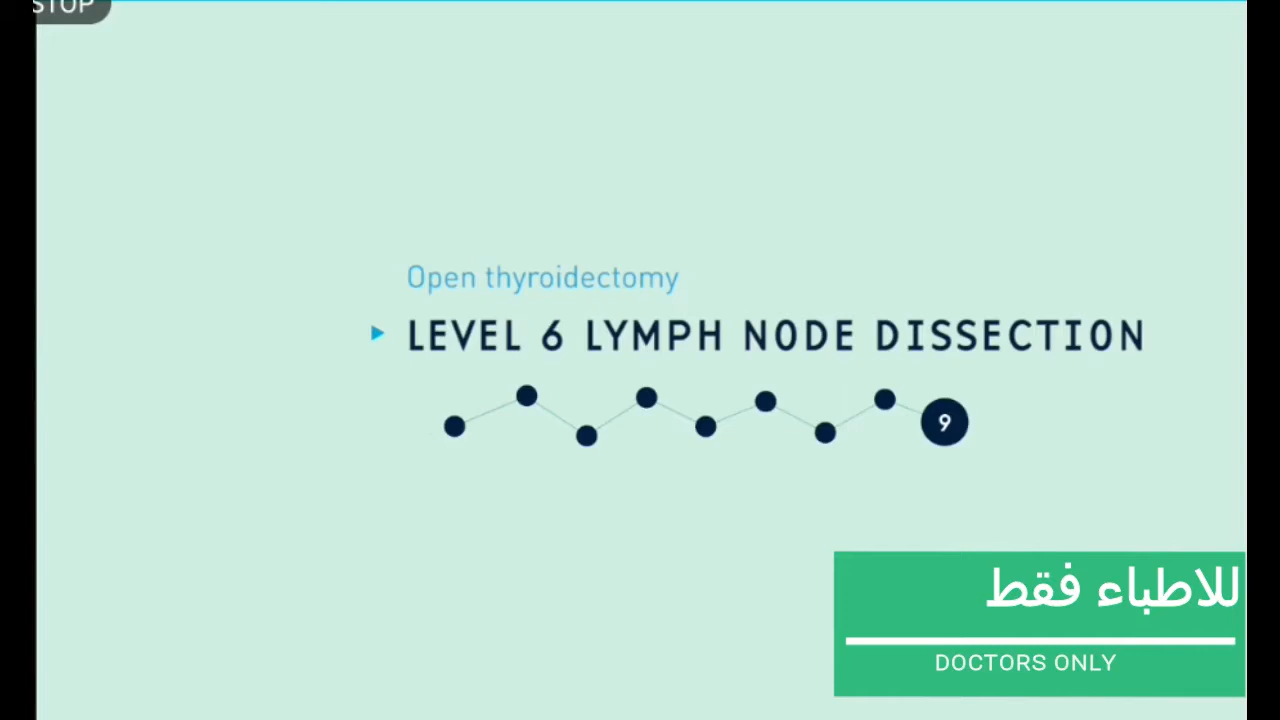 STOP
Open thyroidectomy
LEVEL 6 LYMPH NODE DISSECTION
9
للاطباء فقط
DOCTORS ONLY